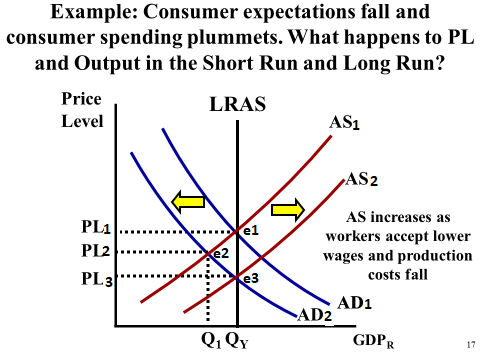 Example: Consumer expectations fall and
consumer spending plummets. What happens to PL
and Output in the Short Run and Long Run?
Price
Level
LRAS
AS1
AS2
AS increases as
workers accept lower
wages and production
costs fall
PL1
e1
PL2
e2
PL3
e3
AD1
AD2
Q1 QY
GDPR
17